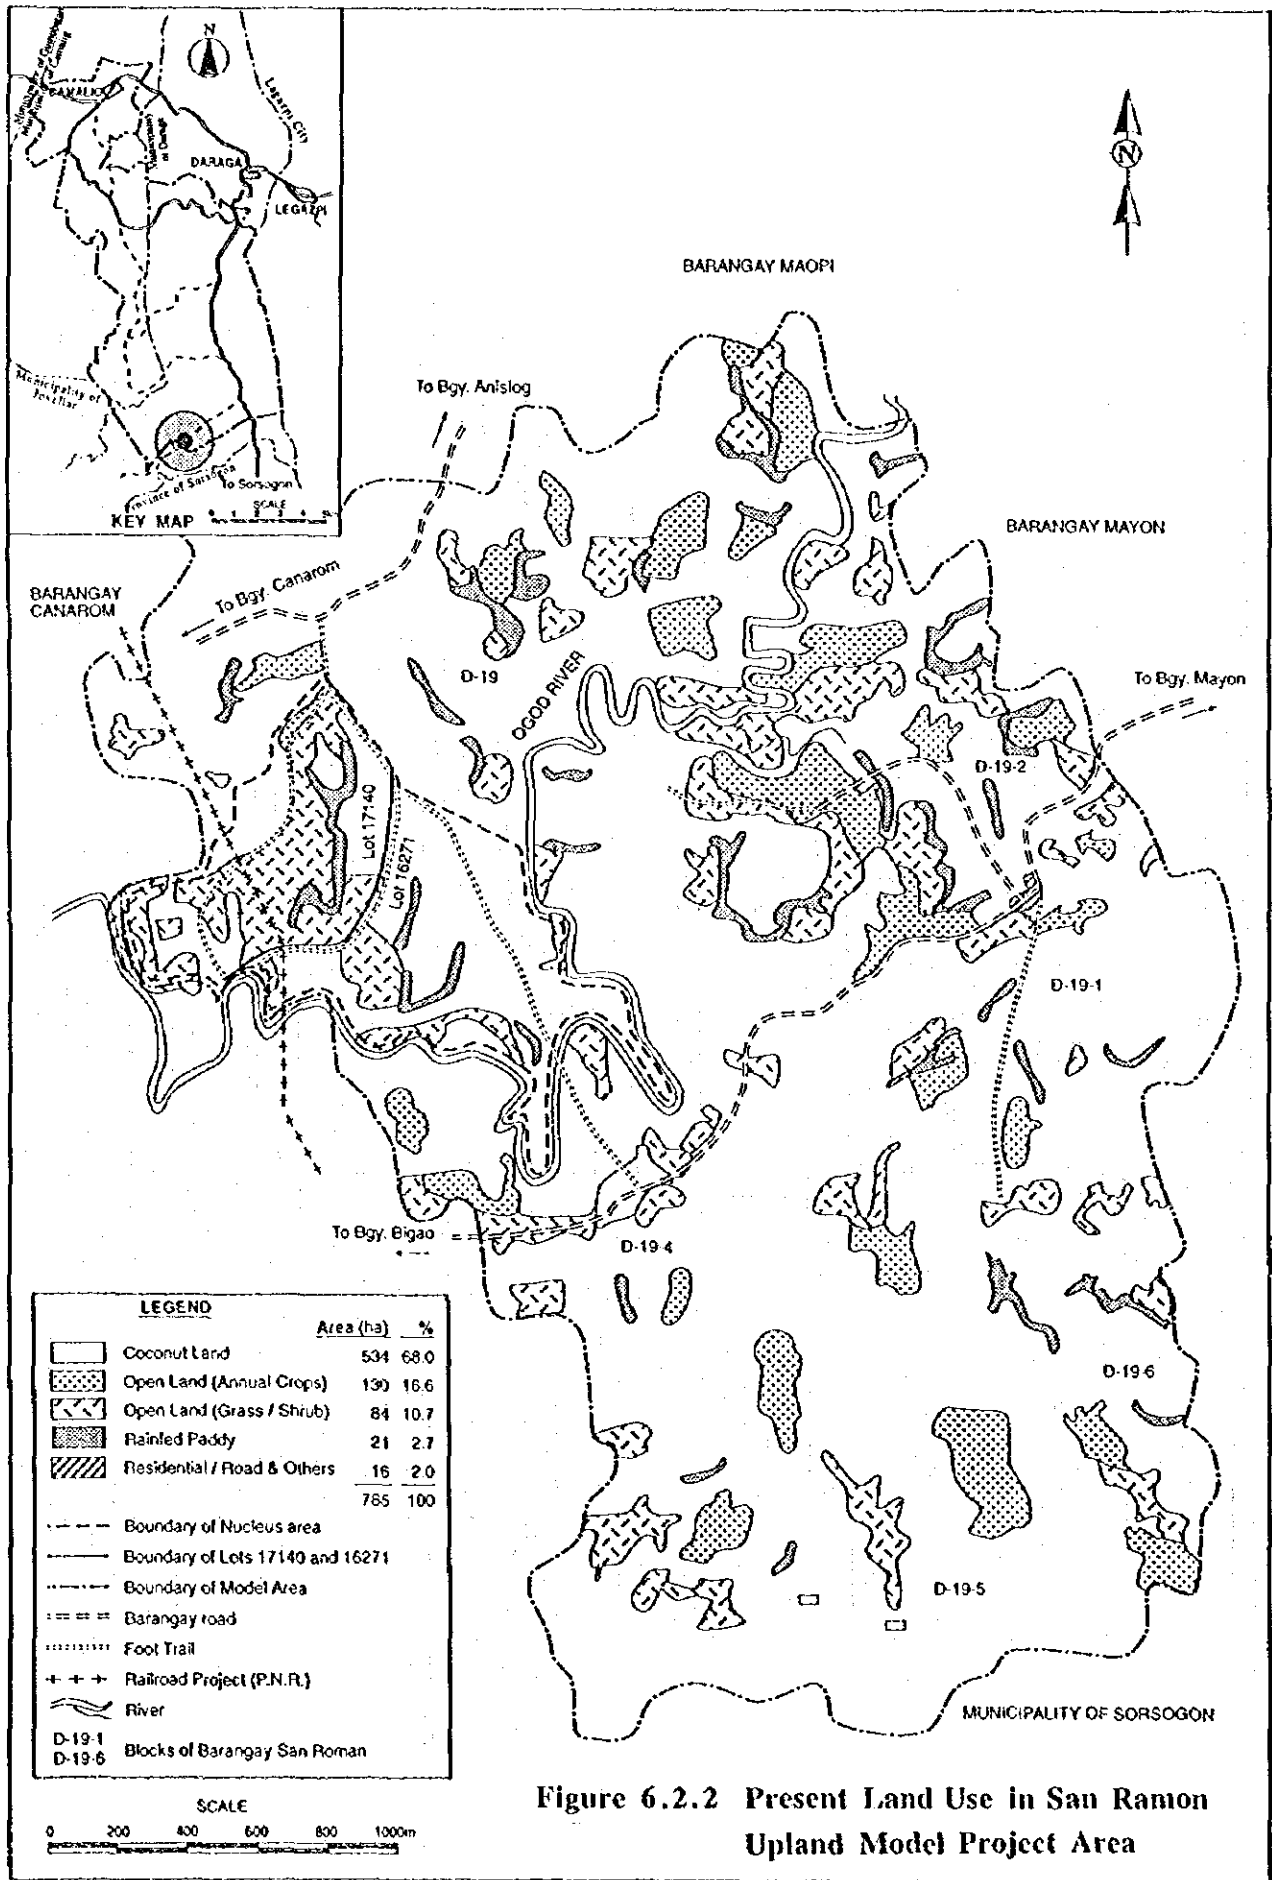 N
DARAGA
LEGAZPI
Municipality of
To Sorsogon
SCALE
KEY MAP
N
BARANGAY MAOPI
To Bgy. Anislog
BARANGAY MAYON
BARANGAY
CANAROM
To Bgy. Canarom
D-19
OGOD RIVER
To Bgy. Mayon
D-19-2
Lot 17140
Lot 16271
D-19-1
To Bgy. Bigao
D-19-4
D-19-6
D-19-5
MUNICIPALITY OF SORSOGON
LEGEND
Area (ha) %
Coconut Land 534 68.0
Open Land (Annual Crops) 130 16.6
Open Land (Grass / Shrub) 84 10.7
Rainfed Paddy 21 2.7
Residential / Road & Others 16 2.0
785 100
Boundary of Nucleus area
Boundary of Lots 17140 and 16271
Boundary of Model Area
Barangay road
Foot Trail
Railroad Project (P.N.R.)
River
D-19-1
D-19-6 Blocks of Barangay San Roman
SCALE
0 200 400 600 800 1000m
Figure 6.2.2 Present Land Use in San Ramon
Upland Model Project Area